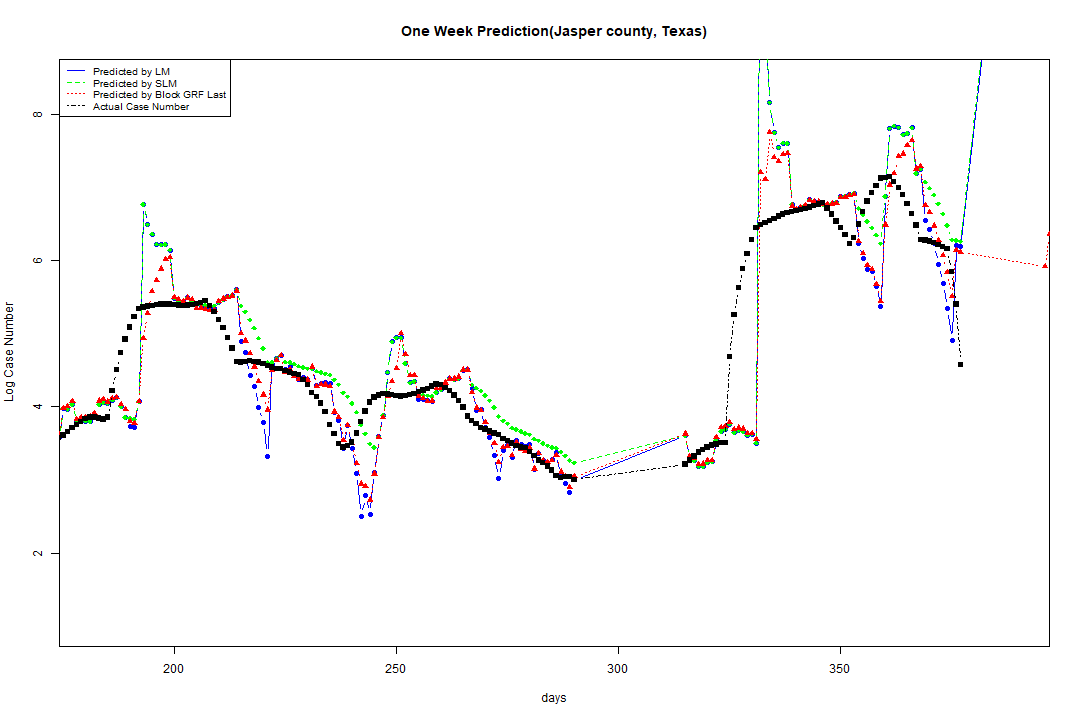 One Week Prediction(Jasper county, Texas)
Predicted by LM
Predicted by SLM
Predicted by Block GRF Last
Actual Case Number
8
6
4
2
Log Case Number
200 250 300 350
days